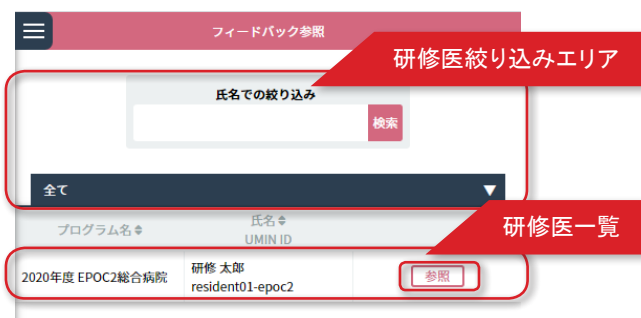 フィードバック参照
研修医絞り込みエリア
氏名での絞り込み
検索
全て
研修医一覧
プログラム名
氏名
UMIN ID
2020年度 EPOC2総合病院
研修 太郎
resident01-epoc2
参照